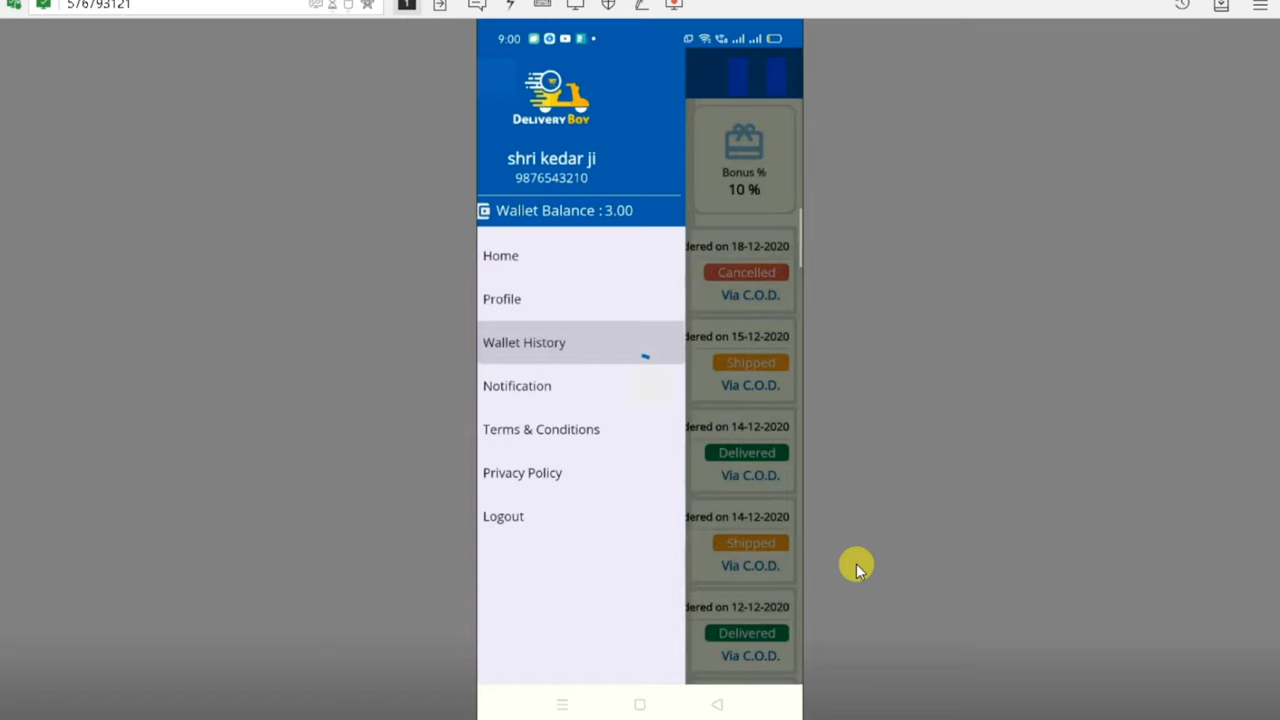 576793121
1
9:00
DELIVERY BOY
shri kedar ji
9876543210
Wallet Balance : 3.00
Home
Profile
Wallet History
Notification
Terms & Conditions
Privacy Policy
Logout
Bonus %
10 %
dered on 18-12-2020
Cancelled
Via C.O.D.
dered on 15-12-2020
Shipped
Via C.O.D.
dered on 14-12-2020
Delivered
Via C.O.D.
dered on 14-12-2020
Shipped
Via C.O.D.
dered on 12-12-2020
Delivered
Via C.O.D.